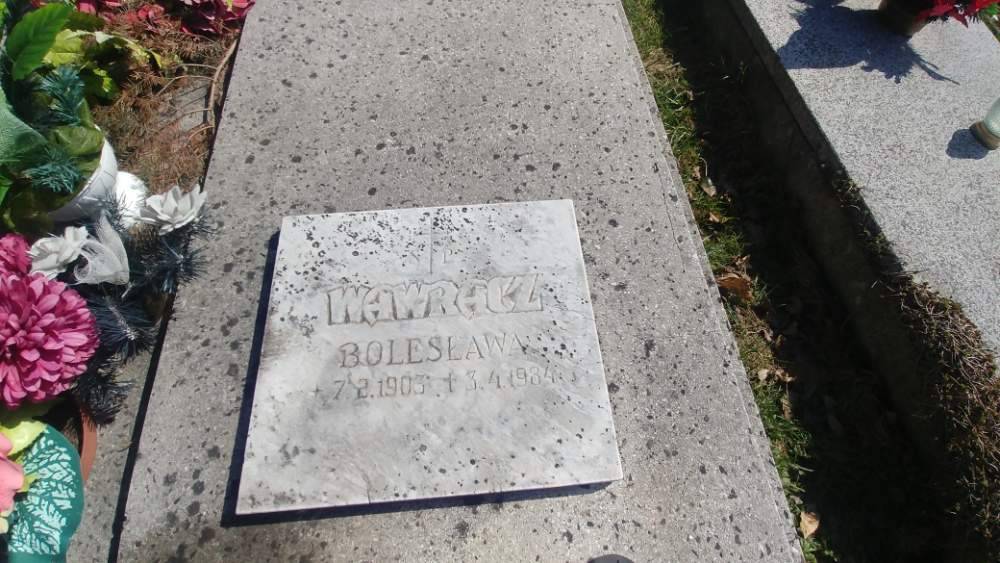 WAWRACZ
BOLESŁAWA
+ 7.2.1903 † 3.4.1984